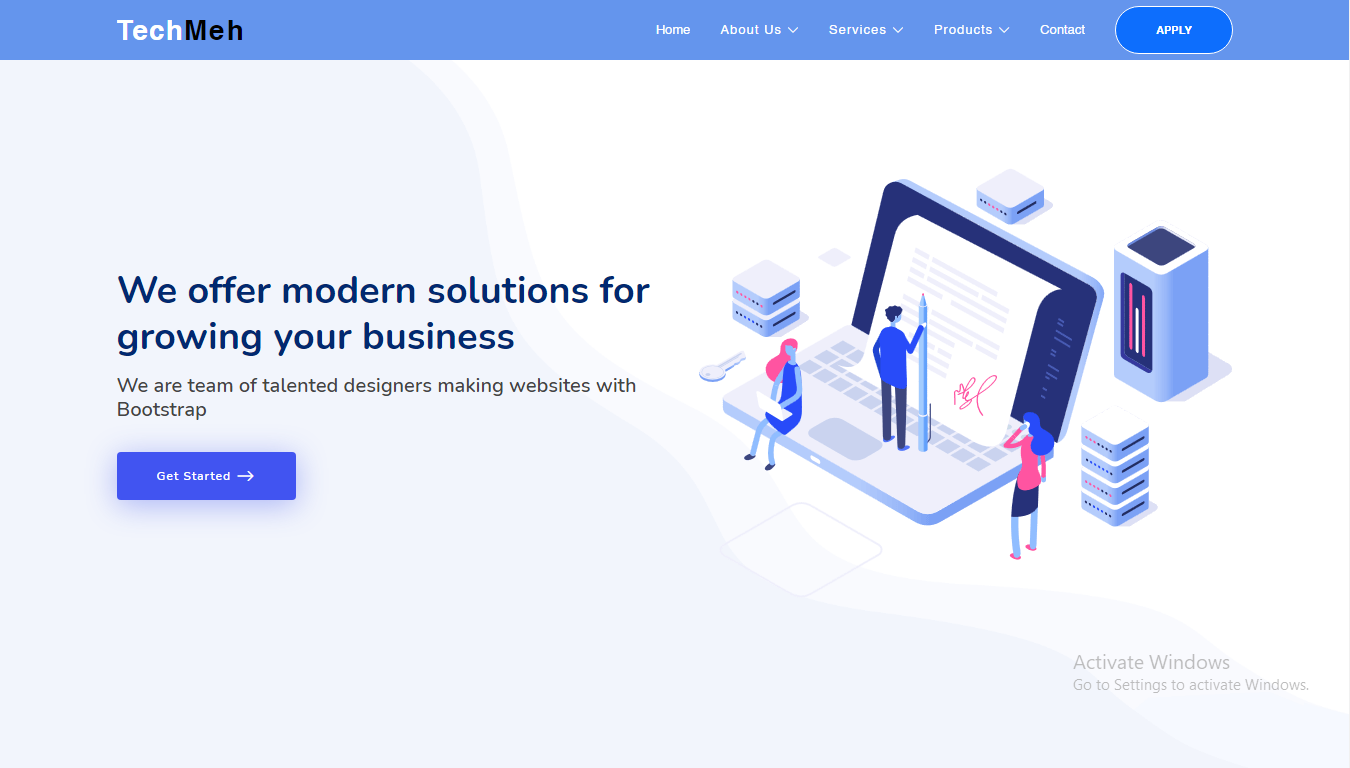 TechMeh
Home
About Us
Services
Products
Contact
APPLY
We offer modern solutions for
growing your business
We are team of talented designers making websites with
Bootstrap
Get Started
Activate Windows
Go to Settings to activate Windows.